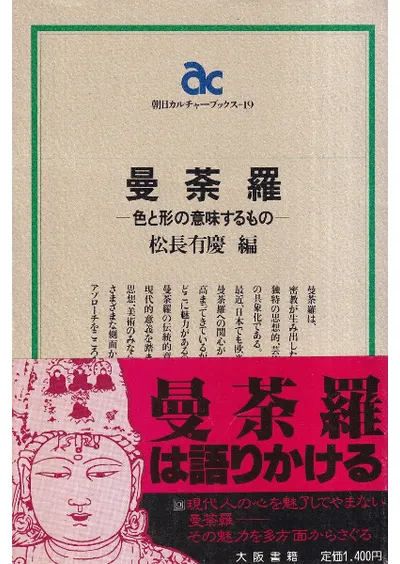 ac
朝日カルチャーブックス-19
曼荼羅
─色と形の意味するもの─
松長有慶 編
曼荼羅は、
密教が生み出した
独特の思想的、芸
の具象化である。
最近、日本でも欧
曼荼羅への関心が
高まってきているが
どこに魅力がある
曼荼羅の伝統的意
現代的意義を踏ま
思想、美術のみな
さまざまな側面か
アプローチをこころ
曼荼羅
は語りかける
現代人の心を魅了してやまない
曼荼羅───
その魅力を多方面からさぐる
大阪書籍 定価1,400円